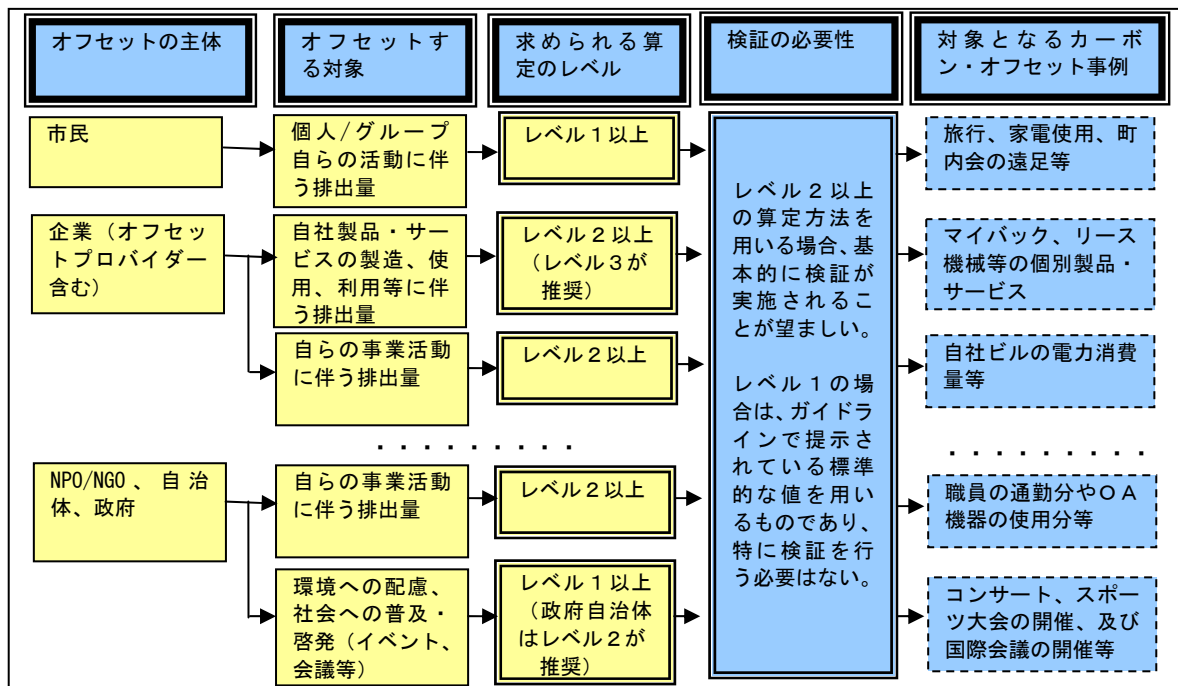 オフセットの主体
オフセットす
る対象
求められる算
定のレベル
検証の必要性
対象となるカーボ
ン・オフセット事例
市民
個人/グループ
自らの活動に伴
う排出量
レベル１以上
旅行、家電使用、町
内会の遠足等
企業（オフセッ
トプロバイダー
含む）
自社製品・サー
ビスの製造、使
用、利用等に伴
う排出量
レベル２以上
（レベル３が
推奨）
マイバック、リース
機械等の個別製品・
サービス
自らの事業活動
に伴う排出量
レベル２以上
自社ビルの電力消費
量等
レベル２以上
の算定方法を
用いる場合、基
本的に検証が
実施されるこ
とが望ましい。
レベル１の場
合は、ガイドラ
インで提示さ
れている標準
的な値を用い
るものであり、
特に検証を行
う必要はない。
・・・・・・・・・
・・・・・・・・・
NPO/NGO、自治
体、政府
自らの事業活動
に伴う排出量
レベル２以上
職員の通勤分やＯＡ
機器の使用分等
環境への配慮、
社会への普及・
啓発（イベント、
会議等）
レベル１以上
（政府自治体
はレベル２が
推奨）
コンサート、スポー
ツ大会の開催、及び
国際会議の開催等